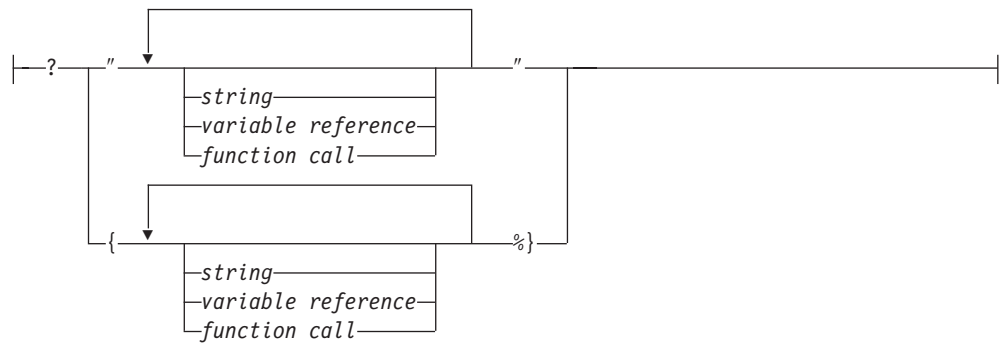 ? " "
string
variable reference
function call
{ %}
string
variable reference
function call